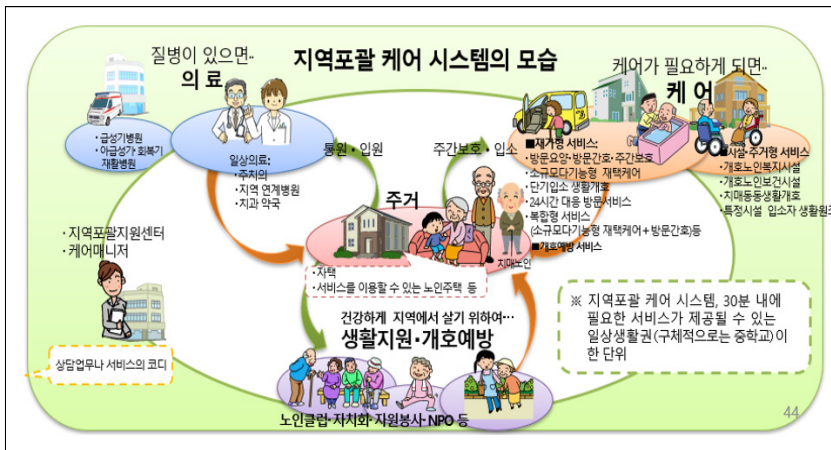 지역포괄 케어 시스템의 모습
질병이 있으면··
의 료
케어가 필요하게 되면··
케 어
· 급성기병원
· 아급성가 회복기
재활병원
일상의료:
· 주치의
· 지역 연계병원
· 치과 약국
통원 · 입원
주간보호 · 입소
■재가형 서비스:
· 방문요양· 방문간호· 주간보호
· 소규모다기능형 재택케어
· 단기입소 생활개호
· 24시간 대응 방문서비스
· 복합형 서비스
(소규모다기능형 재택케어+ 방문간호)등
■개호예방 서비스
■시설·주거형 서비스
· 개호노인복지시설
· 개호노인보건시설
· 치매동동생활개호
· 특정시설 입소자 생활원조
주거
치매노인
· 자택
· 서비스를 이용할 수 있는 노인주택 등
· 지역포괄지원센터
· 케어매니저
상담업무나 서비스의 코디
건강하게 지역에서 살기 위하여…
생활지원·개호예방
노인클럽· 자치회· 자원봉사· NPO 등
※ 지역포괄 케어 시스템, 30분 내에
필요한 서비스가 제공될 수 있는
일상생활권(구체적으로는 중학교)이
한 단위
44